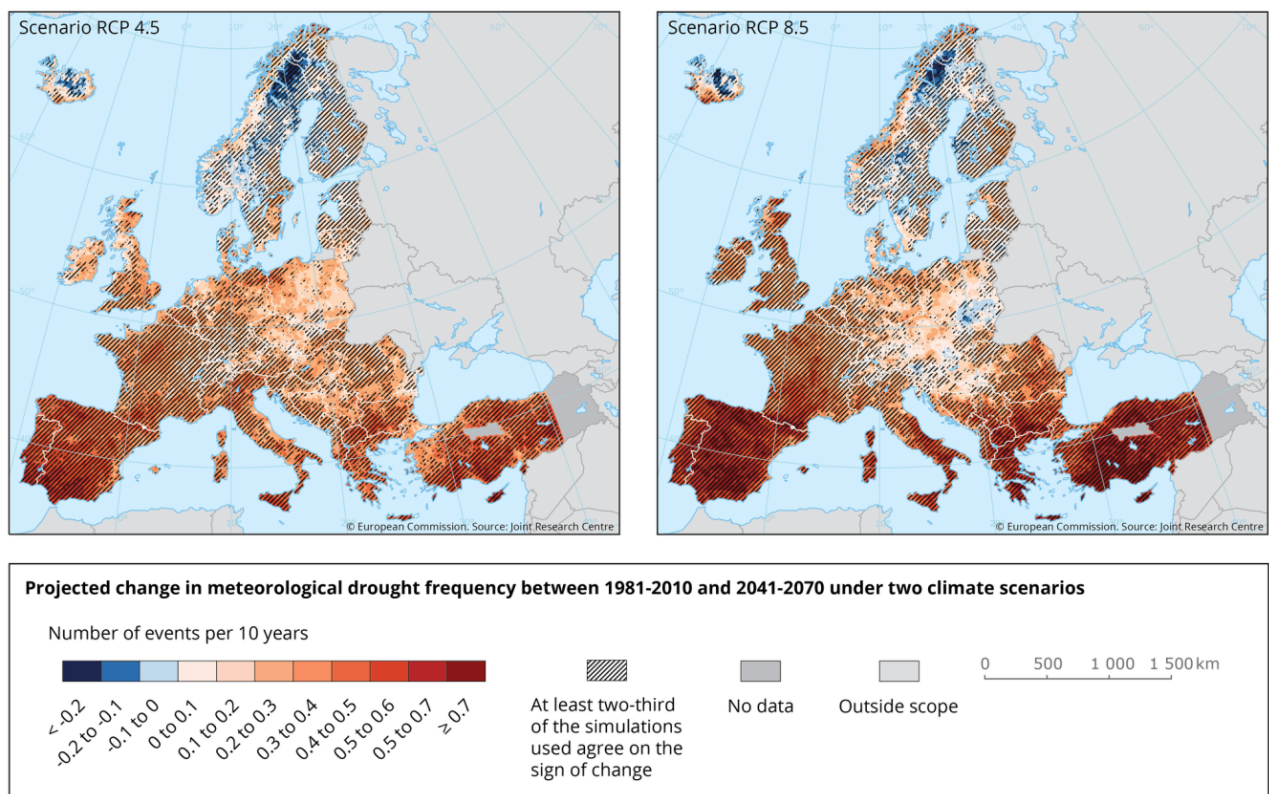 Scenario RCP 4.5
© European Commission. Source: Joint Research Centre
Scenario RCP 8.5
© European Commission. Source: Joint Research Centre
Projected change in meteorological drought frequency between 1981-2010 and 2041-2070 under two climate scenarios
Number of events per 10 years
< -0.2
-0.2 to -0.1
-0.1 to 0
0 to 0.1
0.1 to 0.2
0.2 to 0.3
0.3 to 0.4
0.4 to 0.5
0.5 to 0.6
0.5 to 0.7
≥ 0.7
At least two-third
of the simulations
used agree on the
sign of change
No data
Outside scope
0 500 1 000 1 500 km